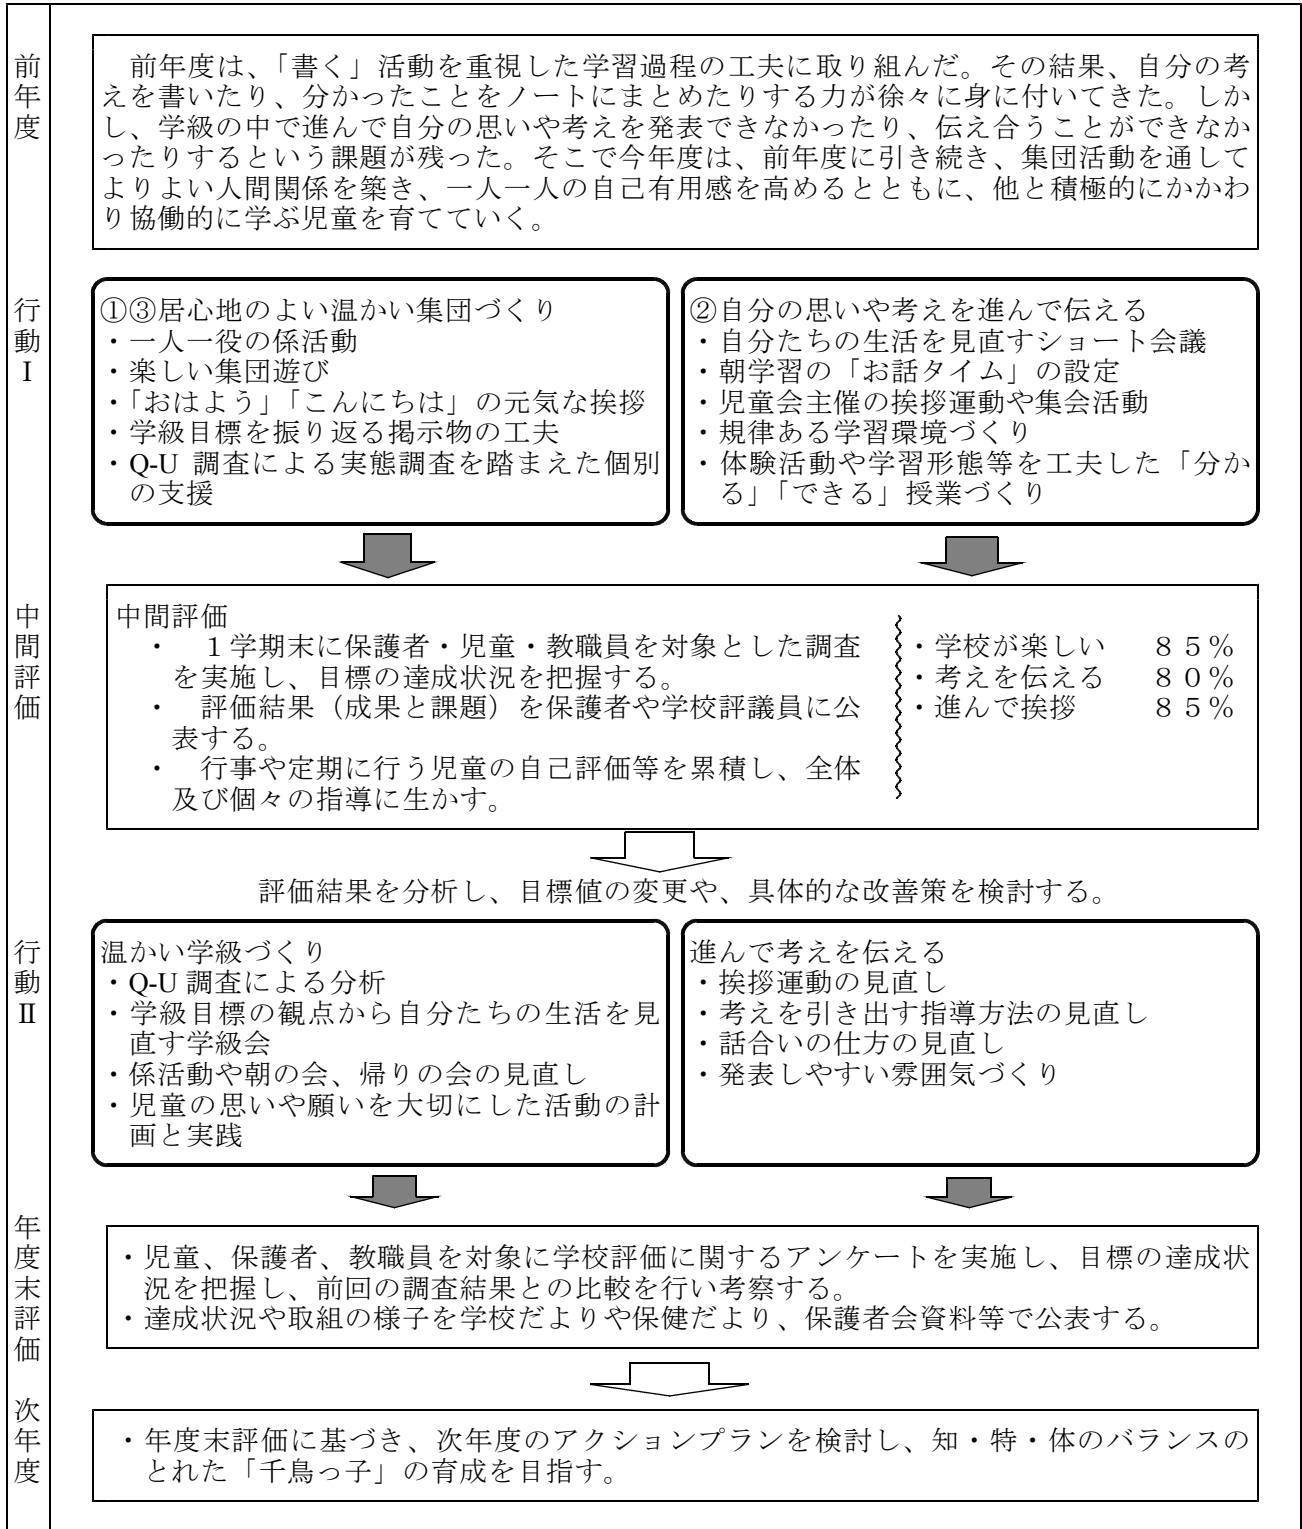 前年度
前年度は、「書く」活動を重視した学習過程の工夫に取り組んだ。その結果、自分の考
えを書いたり、分かったことをノートにまとめたりする力が徐々に身に付いてきた。しか
し、学級の中で進んで自分の思いや考えを発表できなかったり、伝え合うことができなか
ったりするという課題が残った。そこで今年度は、前年度に引き続き、集団活動を通して
よりよい人間関係を築き、一人一人の自己有用感を高めるとともに、他と積極的にかかわ
り協働的に学ぶ児童を育てていく。
行動Ⅰ
①③居心地のよい温かい集団づくり
・一人一役の係活動
・楽しい集団遊び
・「おはよう」「こんにちは」の元気な挨拶
・学級目標を振り返る掲示物の工夫
・Q-U 調査による実態調査を踏まえた個別
の支援
②自分の思いや考えを進んで伝える
・自分たちの生活を見直すショート会議
・朝学習の「お話タイム」の設定
・児童会主催の挨拶運動や集会活動
・規律ある学習環境づくり
・体験活動や学習形態等を工夫した「分か
る」「できる」授業づくり
中間評価
中間評価
・ １学期末に保護者・児童・教職員を対象とした調査
を実施し、目標の達成状況を把握する。
・ 評価結果（成果と課題）を保護者や学校評議員に公
表する。
・ 行事や定期に行う児童の自己評価等を累積し、全体
及び個々の指導に生かす。
・学校が楽しい ８５％
・考えを伝える ８０％
・進んで挨拶 ８５％
評価結果を分析し、目標値の変更や、具体的な改善策を検討する。
行動Ⅱ
温かい学級づくり
・Q-U 調査による分析
・学級目標の観点から自分たちの生活を見
直す学級会
・係活動や朝の会、帰りの会の見直し
・児童の思いや願いを大切にした活動の計
画と実践
進んで考えを伝える
・挨拶運動の見直し
・考えを引き出す指導方法の見直し
・話合いの仕方の見直し
・発表しやすい雰囲気づくり
年度末評価
・児童、保護者、教職員を対象に学校評価に関するアンケートを実施し、目標の達成状
況を把握し、前回の調査結果との比較を行い考察する。
・達成状況や取組の様子を学校だよりや保健だより、保護者会資料等で公表する。
次年度
・年度末評価に基づき、次年度のアクションプランを検討し、知・特・体のバランスの
とれた「千鳥っ子」の育成を目指す。